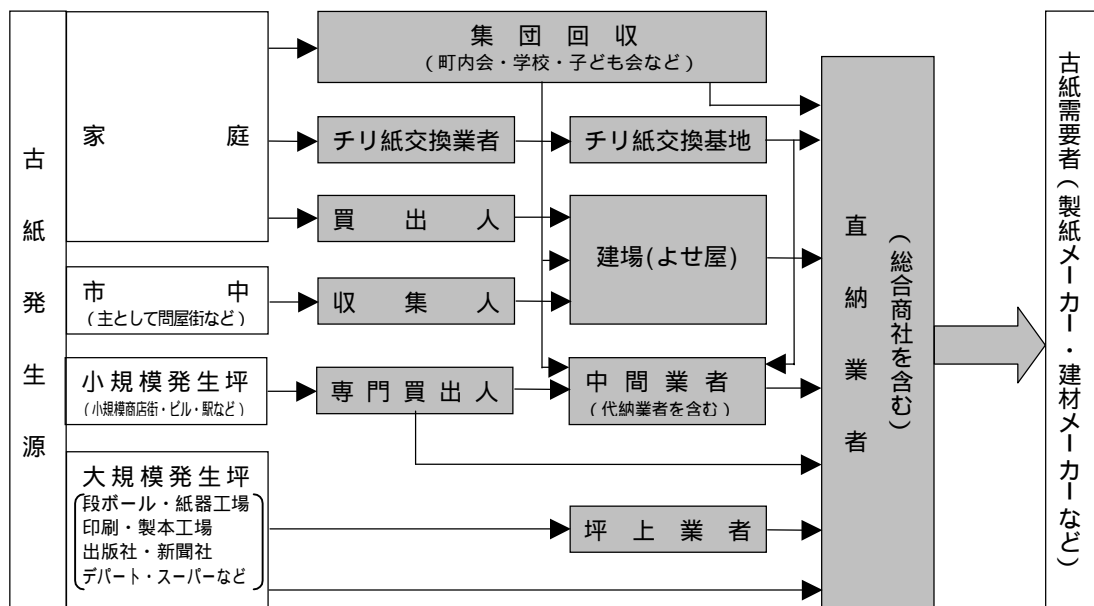 古紙発生源
家庭
市中
(主として問屋街など)
小規模発生坪
(小規模商店街・ビル・駅など)
大規模発生坪
段ボール・紙器工場
印刷・製本工場
出版社・新聞社
デパート・スーパーなど
集団回収
(町内会・学校・子ども会など)
チリ紙交換業者
チリ紙交換基地
買出人
収集人
建場(よせ屋)
専門買出人
中間業者
(代納業者を含む)
坪上業者
直納業者
(総合商社を含む)
古紙需要者(製紙メーカー・建材メーカーなど)